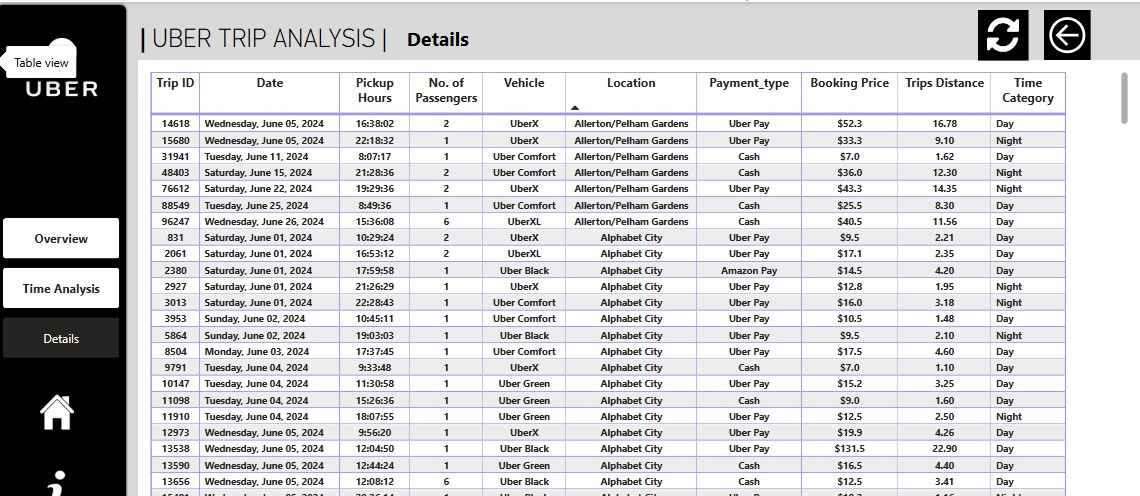 Table view
UBER
| UBER TRIP ANALYSIS | Details
Overview
Time Analysis
Details
Trip ID Date Pickup Hours No. of Passengers Vehicle Location Payment_type Booking Price Trips Distance Time Category
14618 Wednesday, June 05, 2024 16:38:02 2 UberX Allerton/Pelham Gardens Uber Pay $52.3 16.78 Day
15680 Wednesday, June 05, 2024 22:18:32 1 UberX Allerton/Pelham Gardens Uber Pay $33.3 9.10 Night
31941 Tuesday, June 11, 2024 8:07:17 1 Uber Comfort Allerton/Pelham Gardens Cash $7.0 1.62 Day
48403 Saturday, June 15, 2024 21:28:36 2 Uber Comfort Allerton/Pelham Gardens Cash $36.0 12.30 Night
76612 Saturday, June 22, 2024 19:29:36 2 UberX Allerton/Pelham Gardens Uber Pay $43.3 14.35 Night
88549 Tuesday, June 25, 2024 8:49:36 1 Uber Comfort Allerton/Pelham Gardens Cash $25.5 8.30 Day
96247 Wednesday, June 26, 2024 15:36:08 6 UberXL Allerton/Pelham Gardens Cash $40.5 11.56 Day
831 Saturday, June 01, 2024 10:29:24 2 UberX Alphabet City Uber Pay $9.5 2.21 Day
2061 Saturday, June 01, 2024 16:53:12 2 UberXL Alphabet City Uber Pay $17.1 2.35 Day
2380 Saturday, June 01, 2024 17:59:58 1 Uber Black Alphabet City Amazon Pay $14.5 4.20 Day
2927 Saturday, June 01, 2024 21:26:29 1 UberX Alphabet City Uber Pay $12.8 1.95 Night
3013 Saturday, June 01, 2024 22:28:43 1 Uber Comfort Alphabet City Uber Pay $16.0 3.18 Night
3953 Sunday, June 02, 2024 10:45:11 1 Uber Comfort Alphabet City Uber Pay $10.5 1.48 Day
5864 Sunday, June 02, 2024 19:03:03 1 Uber Black Alphabet City Uber Pay $9.5 2.10 Night
8504 Monday, June 03, 2024 17:37:45 1 Uber Comfort Alphabet City Uber Pay $17.5 4.60 Day
9791 Tuesday, June 04, 2024 9:33:48 1 UberX Alphabet City Cash $7.0 1.10 Day
10147 Tuesday, June 04, 2024 11:30:58 1 Uber Green Alphabet City Uber Pay $15.2 3.25 Day
11098 Tuesday, June 04, 2024 15:26:36 1 Uber Green Alphabet City Cash $9.0 1.60 Day
11910 Tuesday, June 04, 2024 18:07:55 1 Uber Green Alphabet City Uber Pay $12.5 2.50 Night
12973 Wednesday, June 05, 2024 9:56:20 1 UberX Alphabet City Uber Pay $19.9 4.26 Day
13538 Wednesday, June 05, 2024 12:04:50 1 Uber Black Alphabet City Uber Pay $131.5 22.90 Day
13590 Wednesday, June 05, 2024 12:44:24 1 Uber Green Alphabet City Cash $16.5 4.40 Day
13656 Wednesday, June 05, 2024 12:08:12 6 Uber Black Alphabet City Cash $12.5 3.41 Day